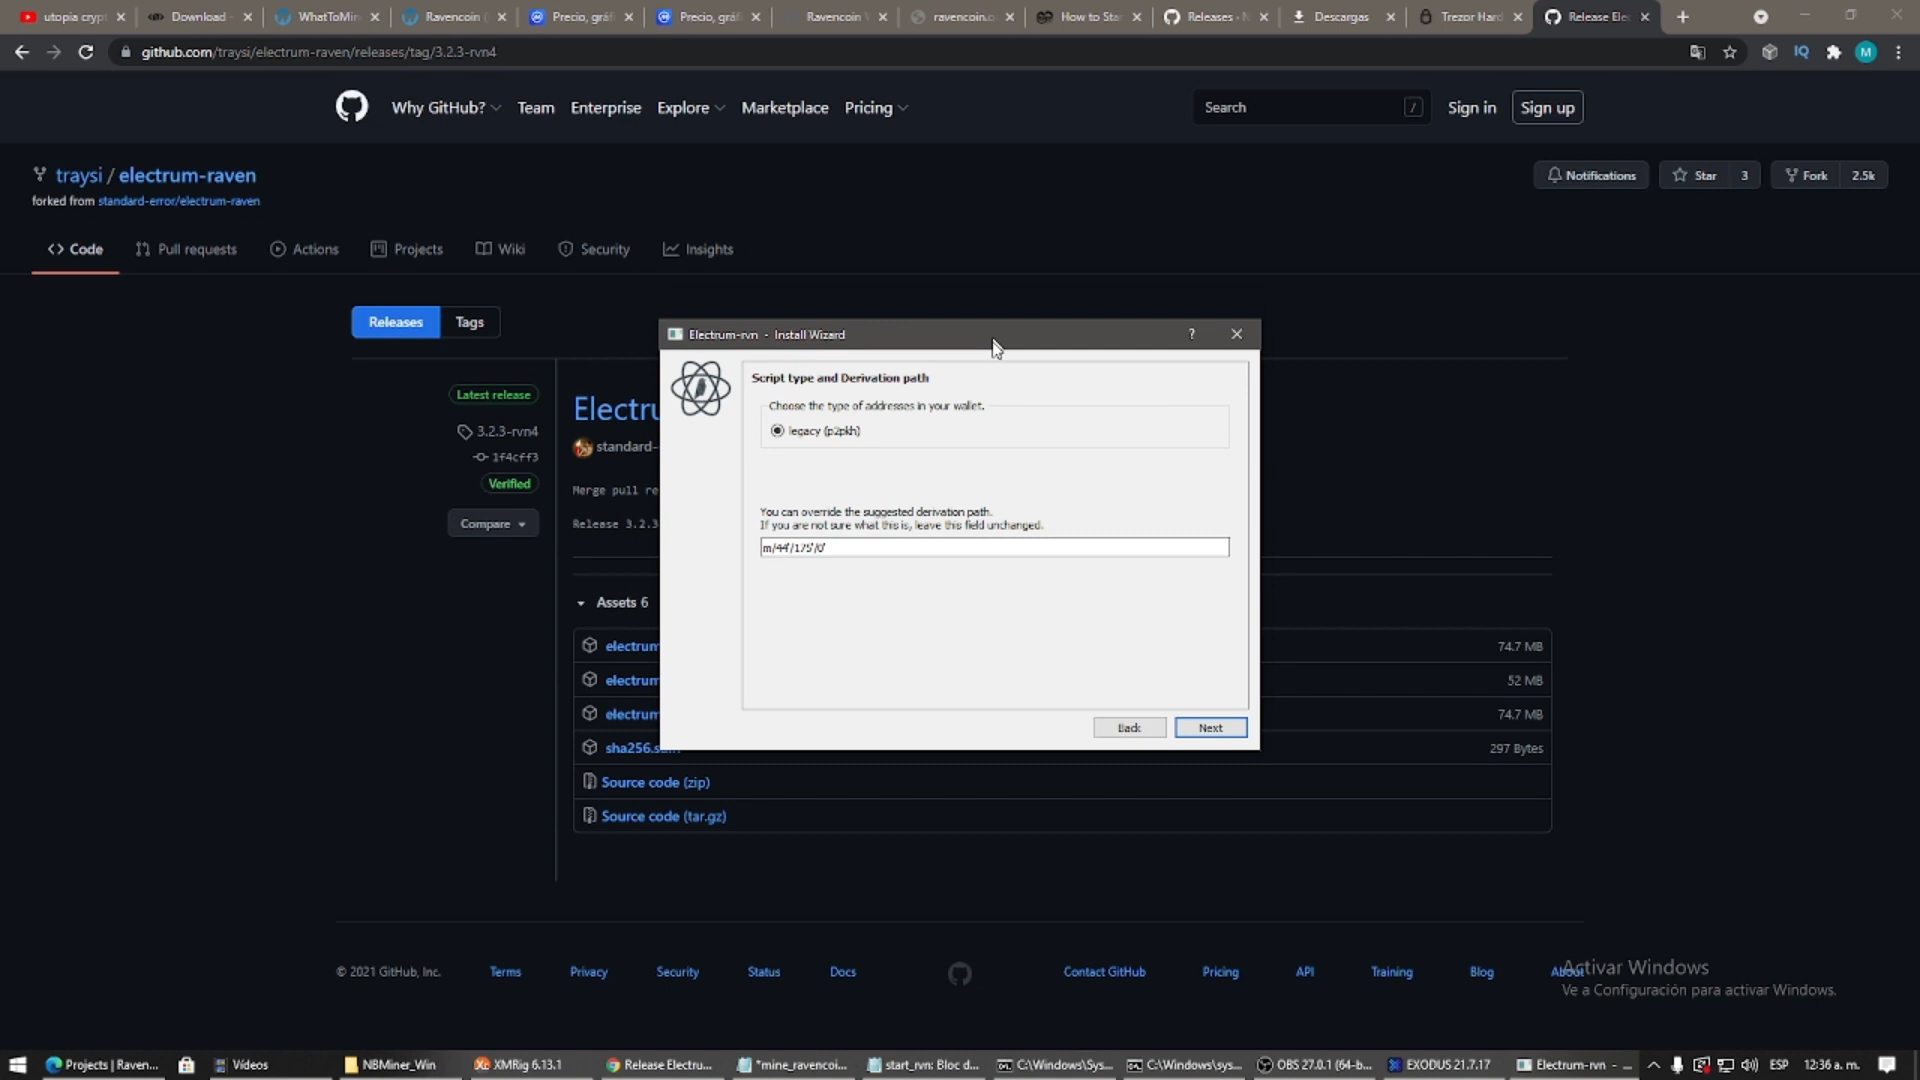 utopia crypt
Download
WhatToMin
Ravencoin (
Precio, gráf
Precio, gráf
Ravencoin
ravencoin.o
How to Sta
Releases
Descargas
Trezor Hard
Release Ele
github.com/traysi/electrum-raven/releases/tag/3.2.3-rvn4
M
Why GitHub?
Team
Enterprise
Explore
Marketplace
Pricing
Search
/
Sign in
Sign up
traysi / electrum-raven
forked from standard-error/electrum-raven
Notifications
Star 3
Fork 2.5k
Code
Pull requests
Actions
Projects
Wiki
Security
Insights
Releases
Tags
Latest release
3.2.3-rvn4
1f4cff3
Verified
Compare
Electru
standard-
Merge pull re
Release 3.2.3
Assets 6
electrum
74.7 MB
electrum
52 MB
electrum
74.7 MB
sha256.s
297 Bytes
Source code (zip)
Source code (tar.gz)
Electrum-rvn - Install Wizard
?
Script type and Derivation path
Choose the type of addresses in your wallet.
legacy (p2pkh)
You can override the suggested derivation path.
If you are not sure what this is, leave this field unchanged.
m/44'/175'/0'
Back
Next
© 2021 GitHub, Inc.
Terms
Privacy
Security
Status
Docs
Contact GitHub
Pricing
API
Training
Blog
About
Activar Windows
Ve a Configuración para activar Windows.
Projects | Raven...
Vídeos
NBMiner_Win
XMRig 6.13.1
Release Electru...
*mine_ravencoi...
start_rvn: Bloc d...
C:\Windows\Sys...
C:\Windows\sys...
OBS 27.0.1 (64-b...
EXODUS 21.7.17
Electrum-rvn - ...
ESP
12:36 a. m.